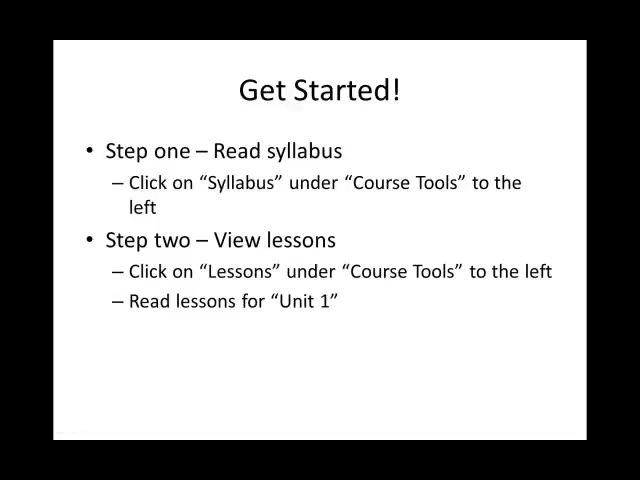 Get Started!
• Step one – Read syllabus
– Click on “Syllabus” under “Course Tools” to the
left
• Step two – View lessons
– Click on “Lessons” under “Course Tools” to the left
– Read lessons for “Unit 1”